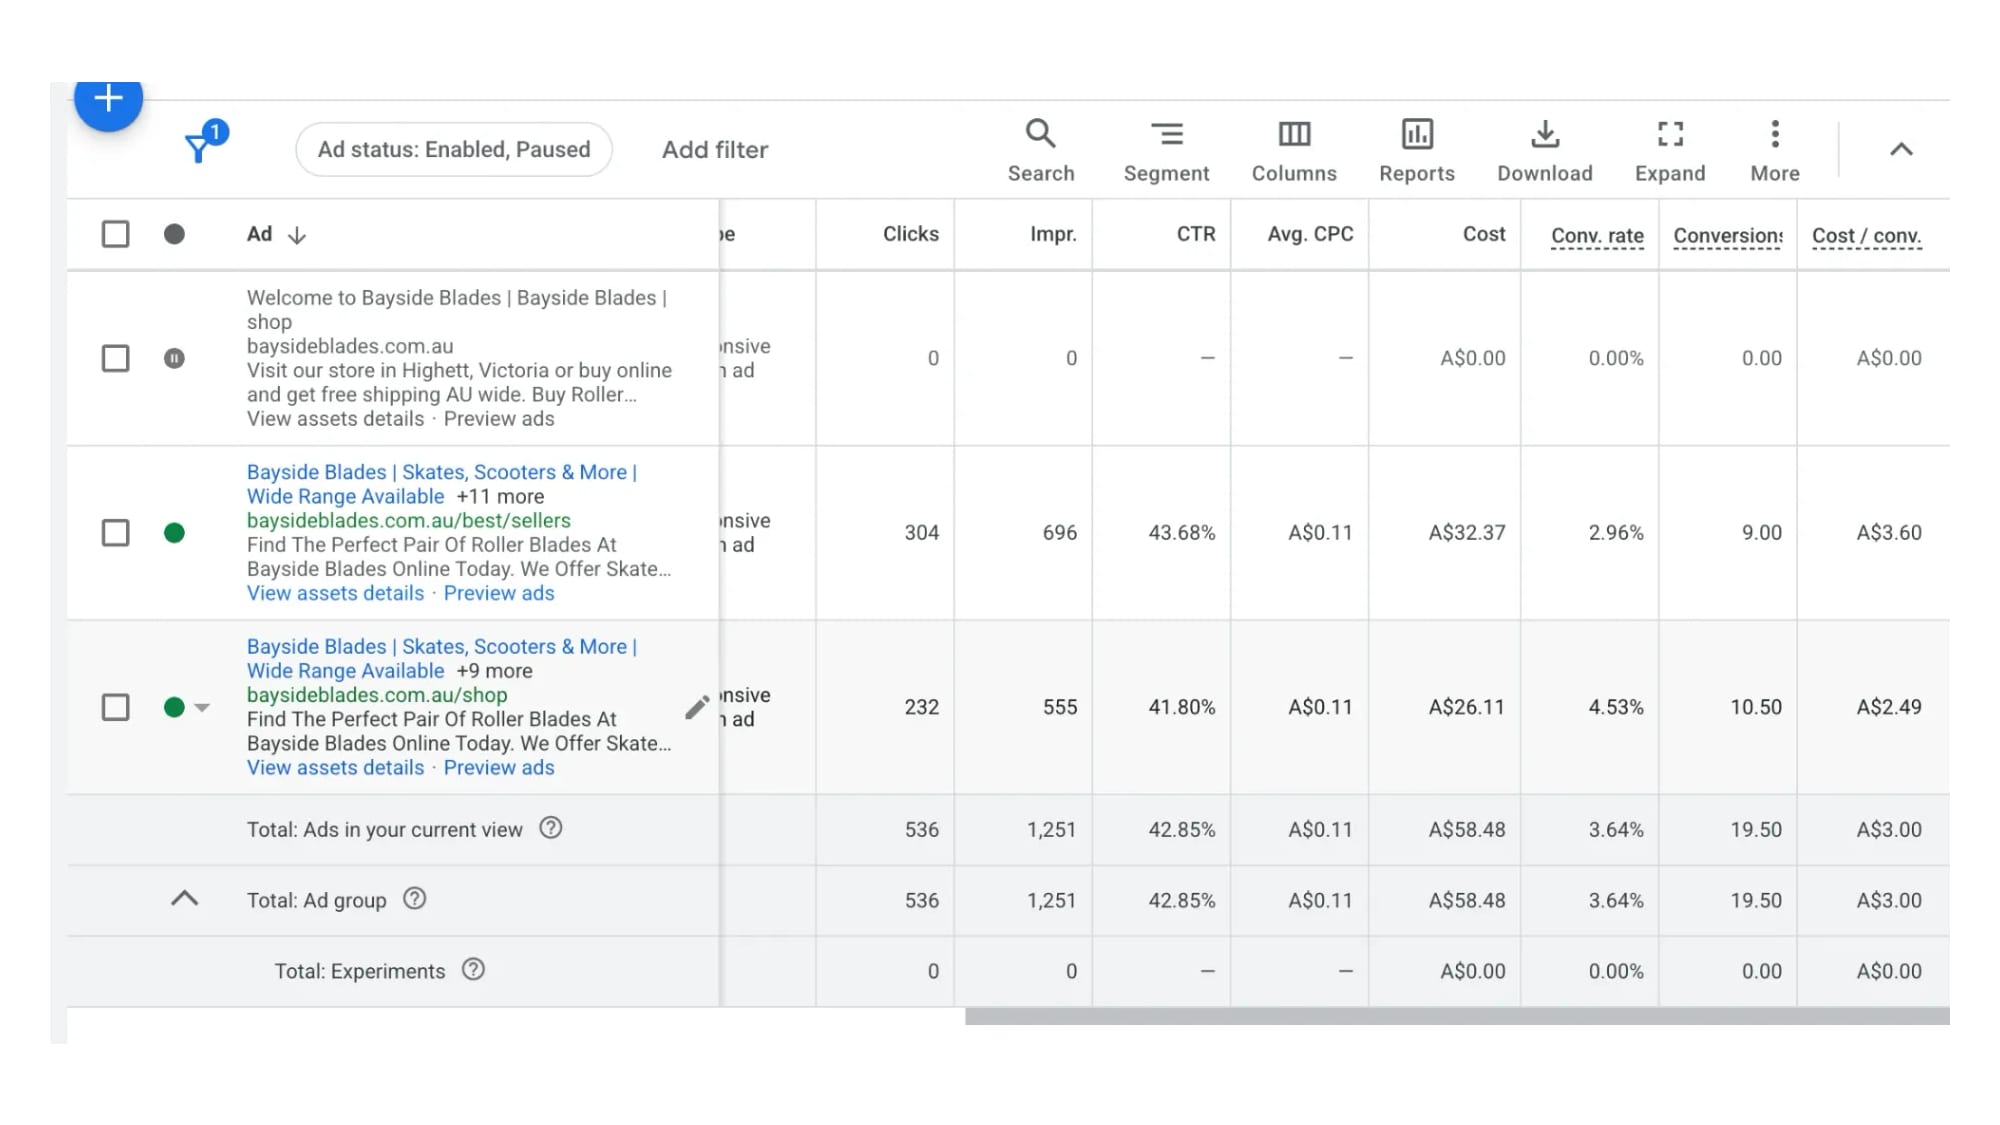 1
Ad status: Enabled, Paused
Add filter
Search
Segment
Columns
Reports
Download
Expand
More
Ad
Clicks
Impr.
CTR
Avg. CPC
Cost
Conv. rate
Conversions
Cost / conv.
Welcome to Bayside Blades | Bayside Blades |
shop
baysideblades.com.au
Visit our store in Highett, Victoria or buy online
and get free shipping AU wide. Buy Roller...
View assets details · Preview ads
nsive
n ad
0
0
—
—
A$0.00
0.00%
0.00
A$0.00
Bayside Blades | Skates, Scooters & More |
Wide Range Available +11 more
baysideblades.com.au/best/sellers
Find The Perfect Pair Of Roller Blades At
Bayside Blades Online Today. We Offer Skate...
View assets details · Preview ads
nsive
n ad
304
696
43.68%
A$0.11
A$32.37
2.96%
9.00
A$3.60
Bayside Blades | Skates, Scooters & More |
Wide Range Available +9 more
baysideblades.com.au/shop
Find The Perfect Pair Of Roller Blades At
Bayside Blades Online Today. We Offer Skate...
View assets details · Preview ads
nsive
n ad
232
555
41.80%
A$0.11
A$26.11
4.53%
10.50
A$2.49
Total: Ads in your current view
536
1,251
42.85%
A$0.11
A$58.48
3.64%
19.50
A$3.00
Total: Ad group
536
1,251
42.85%
A$0.11
A$58.48
3.64%
19.50
A$3.00
Total: Experiments
0
0
—
—
A$0.00
0.00%
0.00
A$0.00